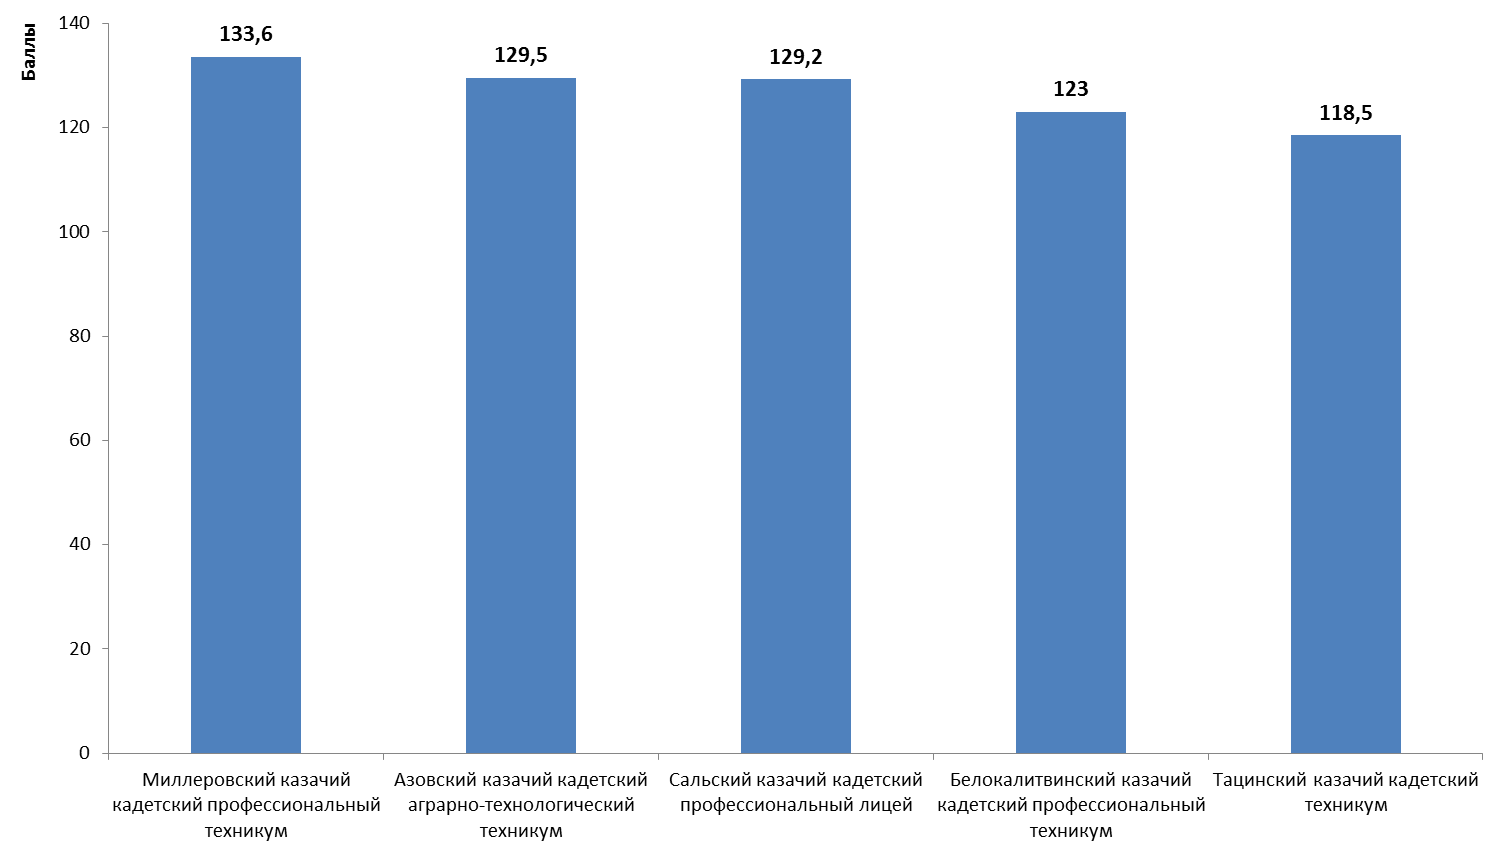 Баллы
140
120
100
80
60
40
20
0
133,6
129,5
129,2
123
118,5
Миллеровский казачий
кадетский профессиональный
техникум
Азовский казачий кадетский
аграрно-технологический
техникум
Сальский казачий кадетский
профессиональный лицей
Белокалитвинский казачий
кадетский профессиональный
техникум
Тацинский казачий кадетский
техникум